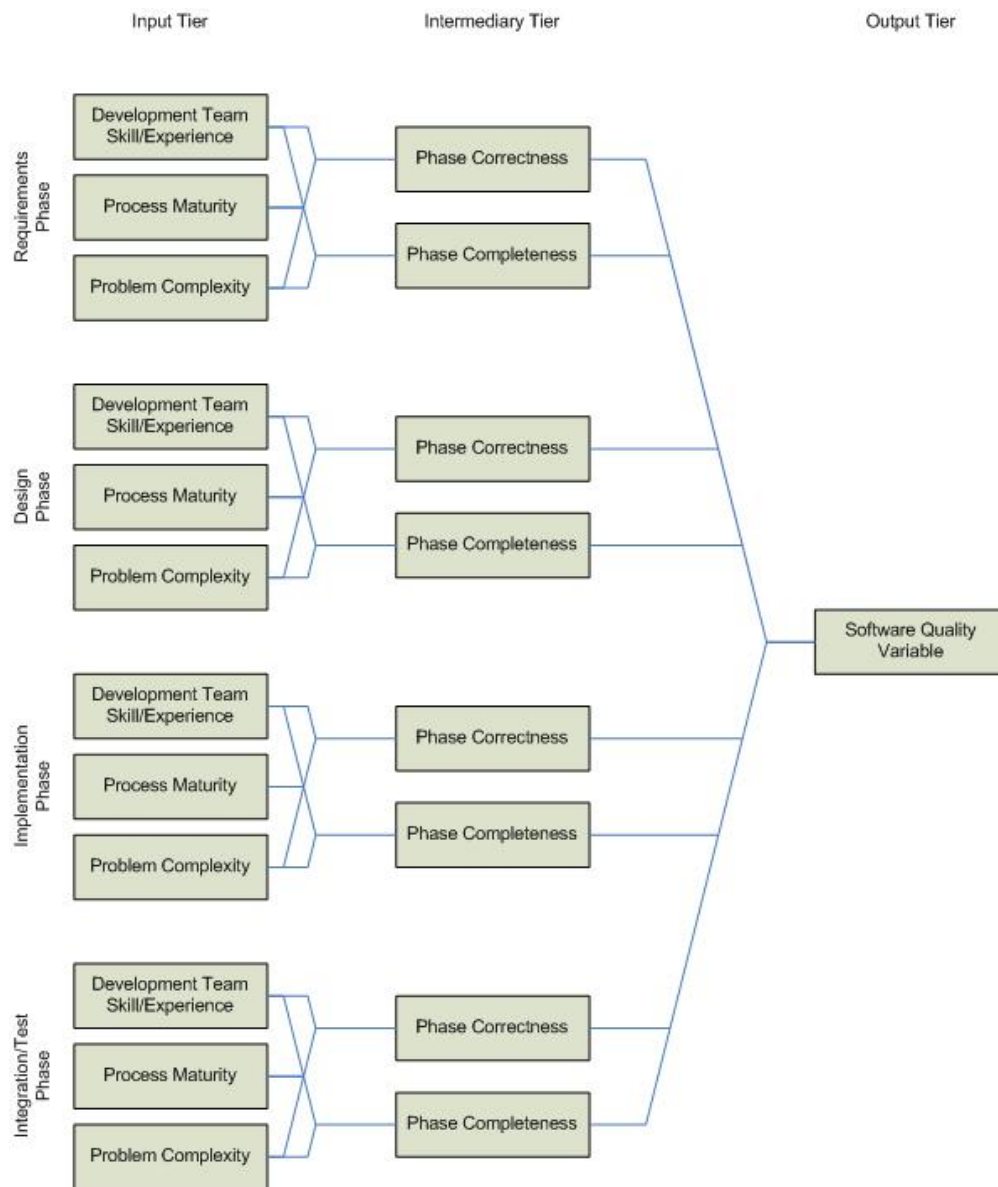 Input Tier
Intermediary Tier
Output Tier
Requirements
Phase
Development Team
Skill/Experience
Process Maturity
Problem Complexity
Phase Correctness
Phase Completeness
Design
Phase
Development Team
Skill/Experience
Process Maturity
Problem Complexity
Phase Correctness
Phase Completeness
Software Quality
Variable
Implementation
Phase
Development Team
Skill/Experience
Process Maturity
Problem Complexity
Phase Correctness
Phase Completeness
Integration/Test
Phase
Development Team
Skill/Experience
Process Maturity
Problem Complexity
Phase Correctness
Phase Completeness